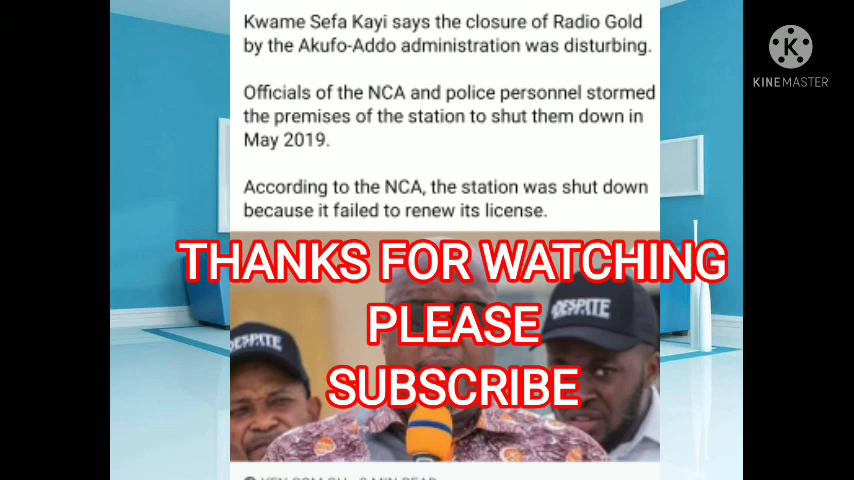 Kwame Sefa Kayi says the closure of Radio Gold
by the Akufo-Addo administration was disturbing.
Officials of the NCA and police personnel stormed
the premises of the station to shut them down in
May 2019.
According to the NCA, the station was shut down
because it failed to renew its license.
K
KINEMASTER
THANKS FOR WATCHING
PLEASE
SUBSCRIBE
DESPITE
DESPITE